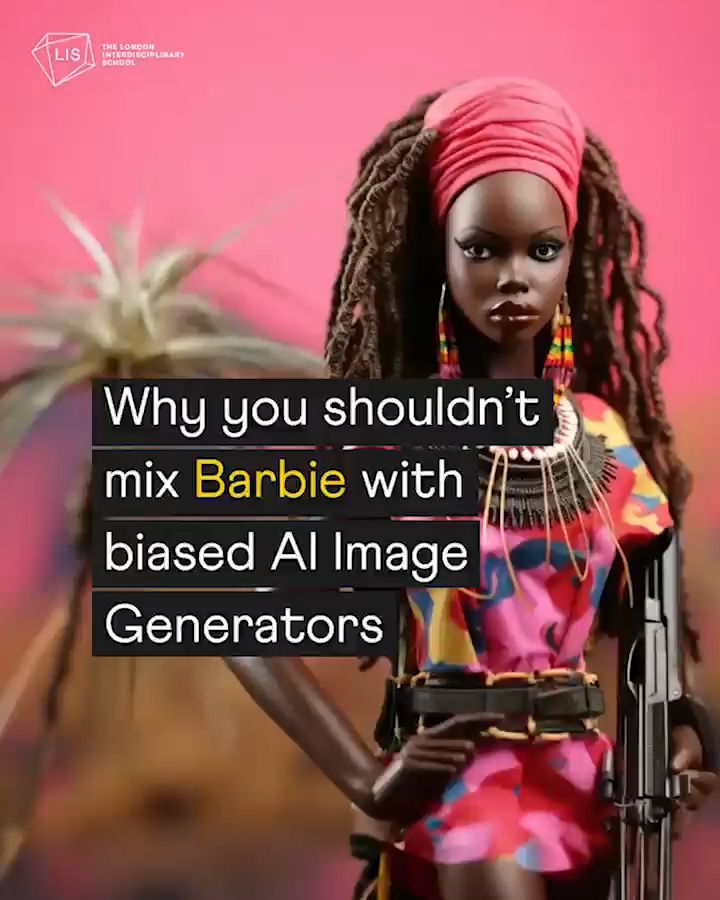 LIS
THE LONDON
INTERDISCIPLINARY
SCHOOL
Why you shouldn't
mix Barbie with
biased AI Image
Generators